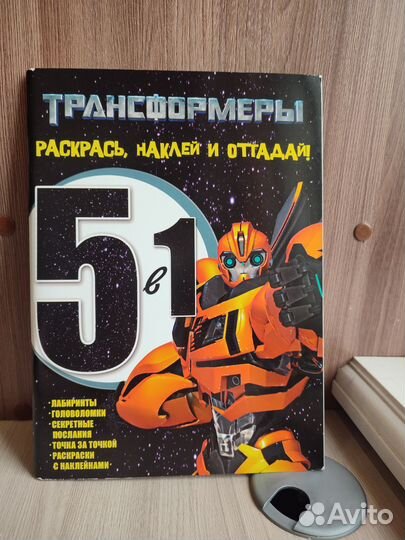 ТРАНСФОРМЕРЫ
РАСКРАСЬ, НАКЛЕЙ И ОТГАДАЙ!
5 в 1
·ЛАБИРИНТЫ
·ГОЛОВОЛОМКИ
·СЕКРЕТНЫЕ
ПОСЛАНИЯ
·ТОЧКА ЗА ТОЧКОЙ
·РАСКРАСКИ
С НАКЛЕЙКАМИ
Avito